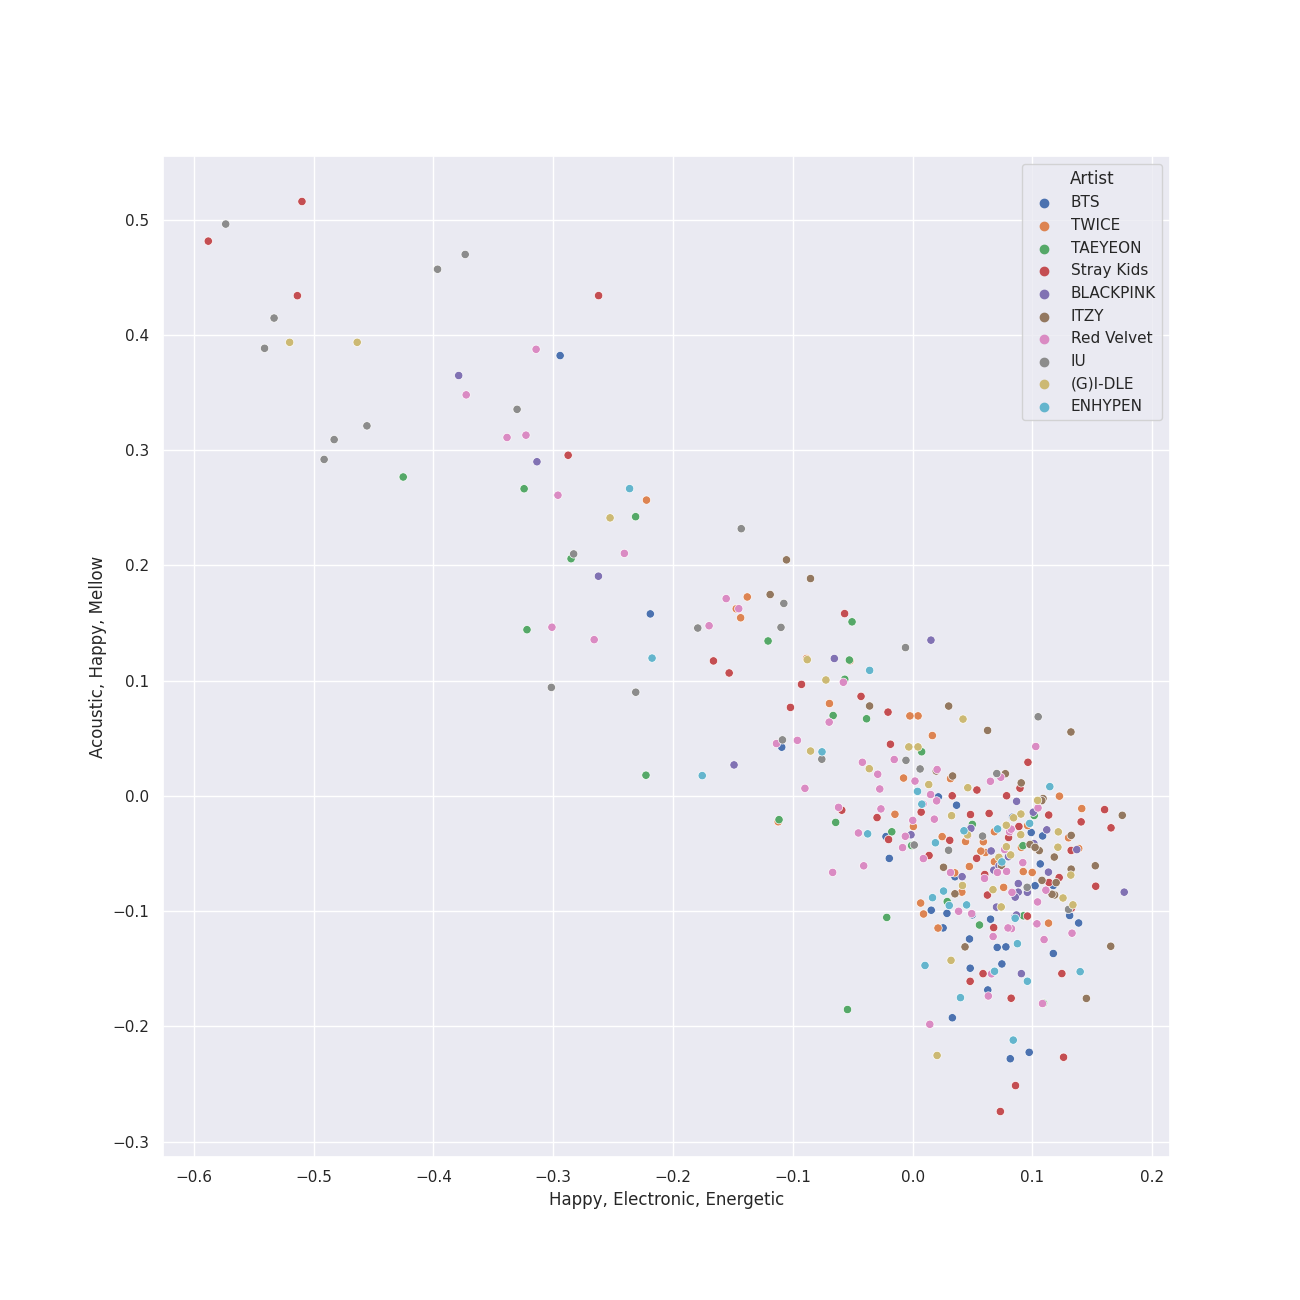 Artist
BTS
TWICE
TAEYEON
Stray Kids
BLACKPINK
ITZY
Red Velvet
IU
(G)I-DLE
ENHYPEN
0.5
0.4
0.3
0.2
0.1
0.0
−0.1
−0.2
−0.3
Acoustic, Happy, Mellow
−0.6 −0.5 −0.4 −0.3 −0.2 −0.1 0.0 0.1 0.2
Happy, Electronic, Energetic